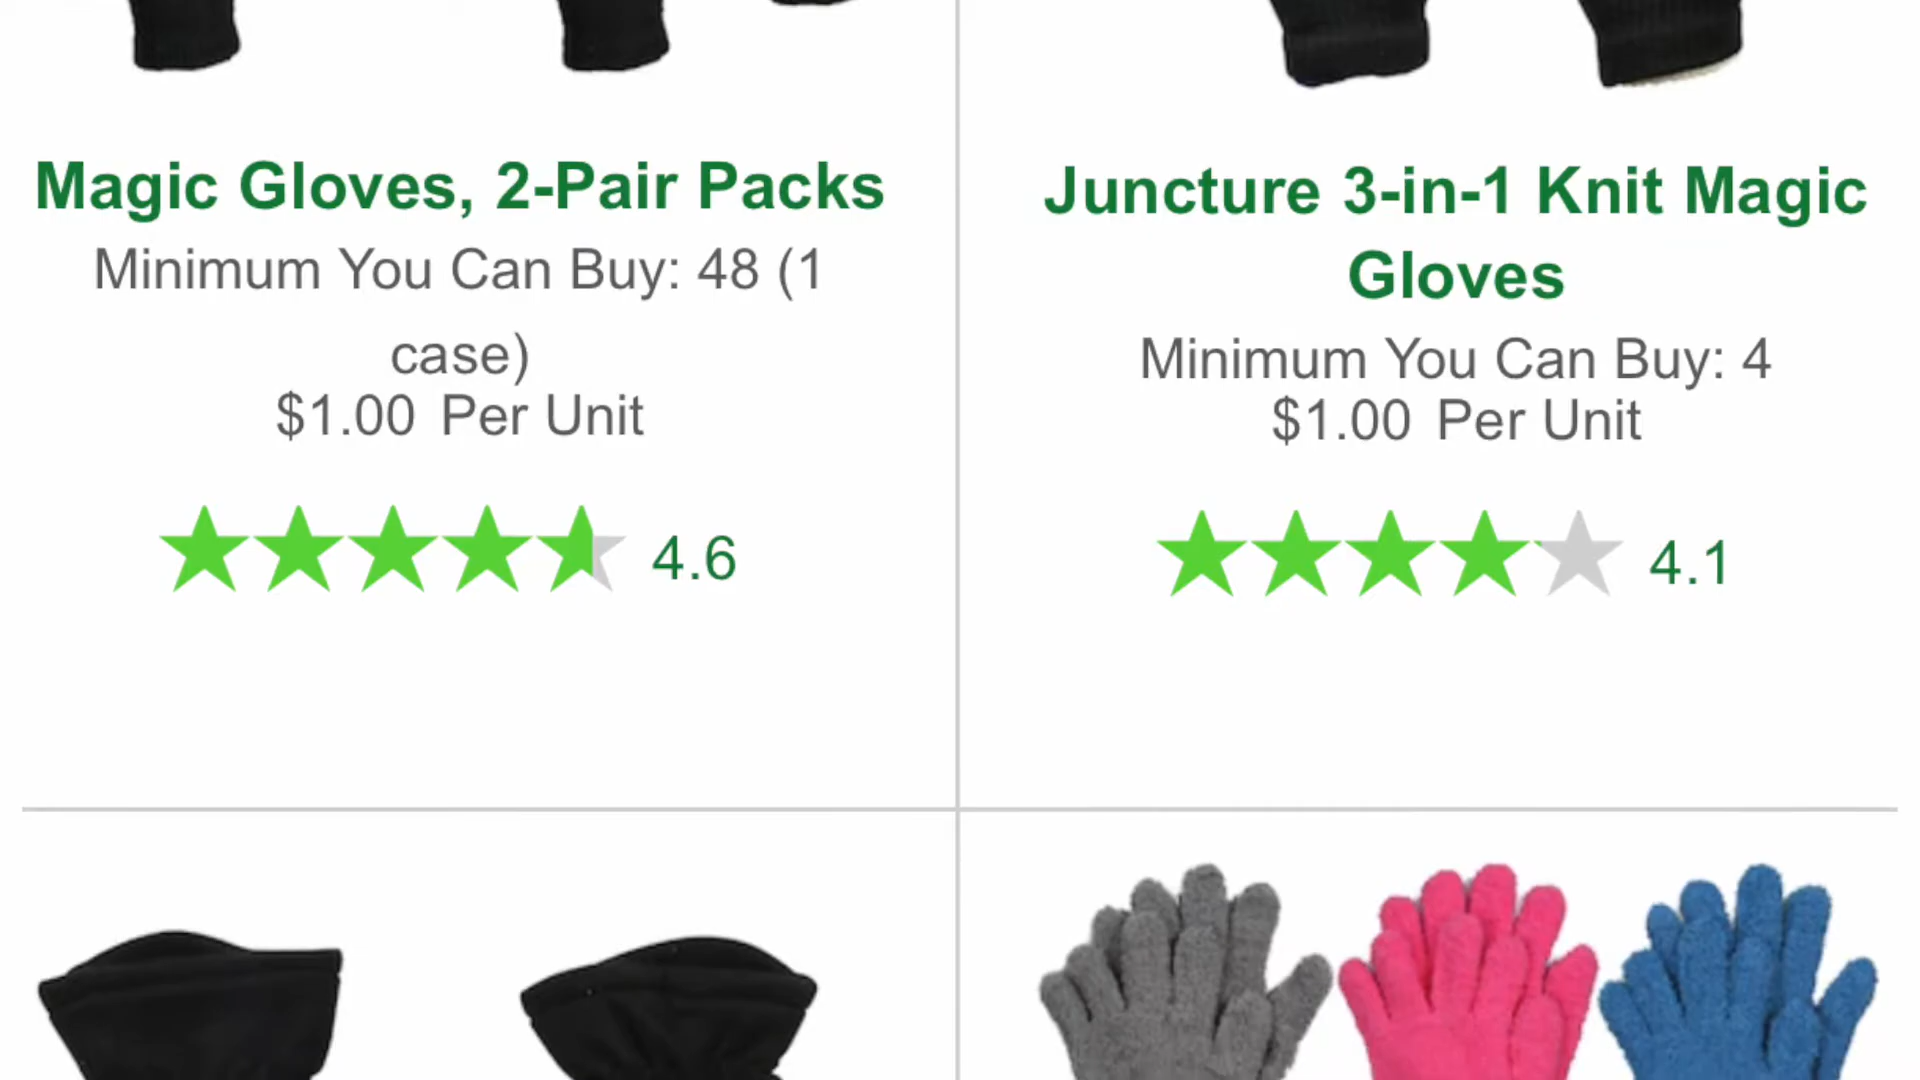 Magic Gloves, 2-Pair Packs
Minimum You Can Buy: 48 (1
case)
$1.00 Per Unit
4.6
Juncture 3-in-1 Knit Magic
Gloves
Minimum You Can Buy: 4
$1.00 Per Unit
4.1